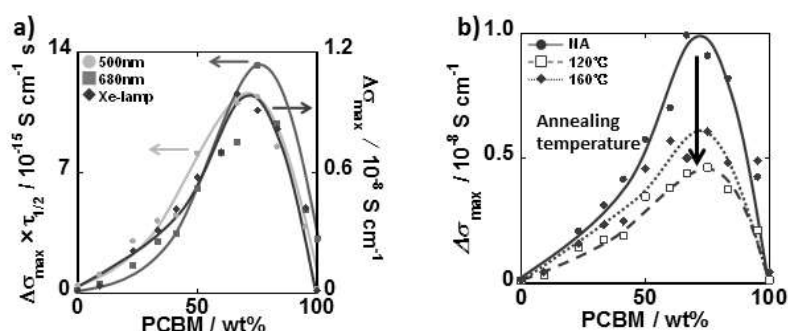 a)
14
7
0
Δσmax × τ1/2 / 10⁻¹⁵ S cm⁻¹ s
500nm
680nm
Xe-lamp
1.2
0.6
0
Δσmax / 10⁻⁸ S cm⁻¹
0
50
100
PCBM / wt%
b)
1.0
0.5
0
Δσmax / 10⁻⁸ S cm⁻¹
NA
120℃
160℃
Annealing
temperature
0
50
100
PCBM / wt%